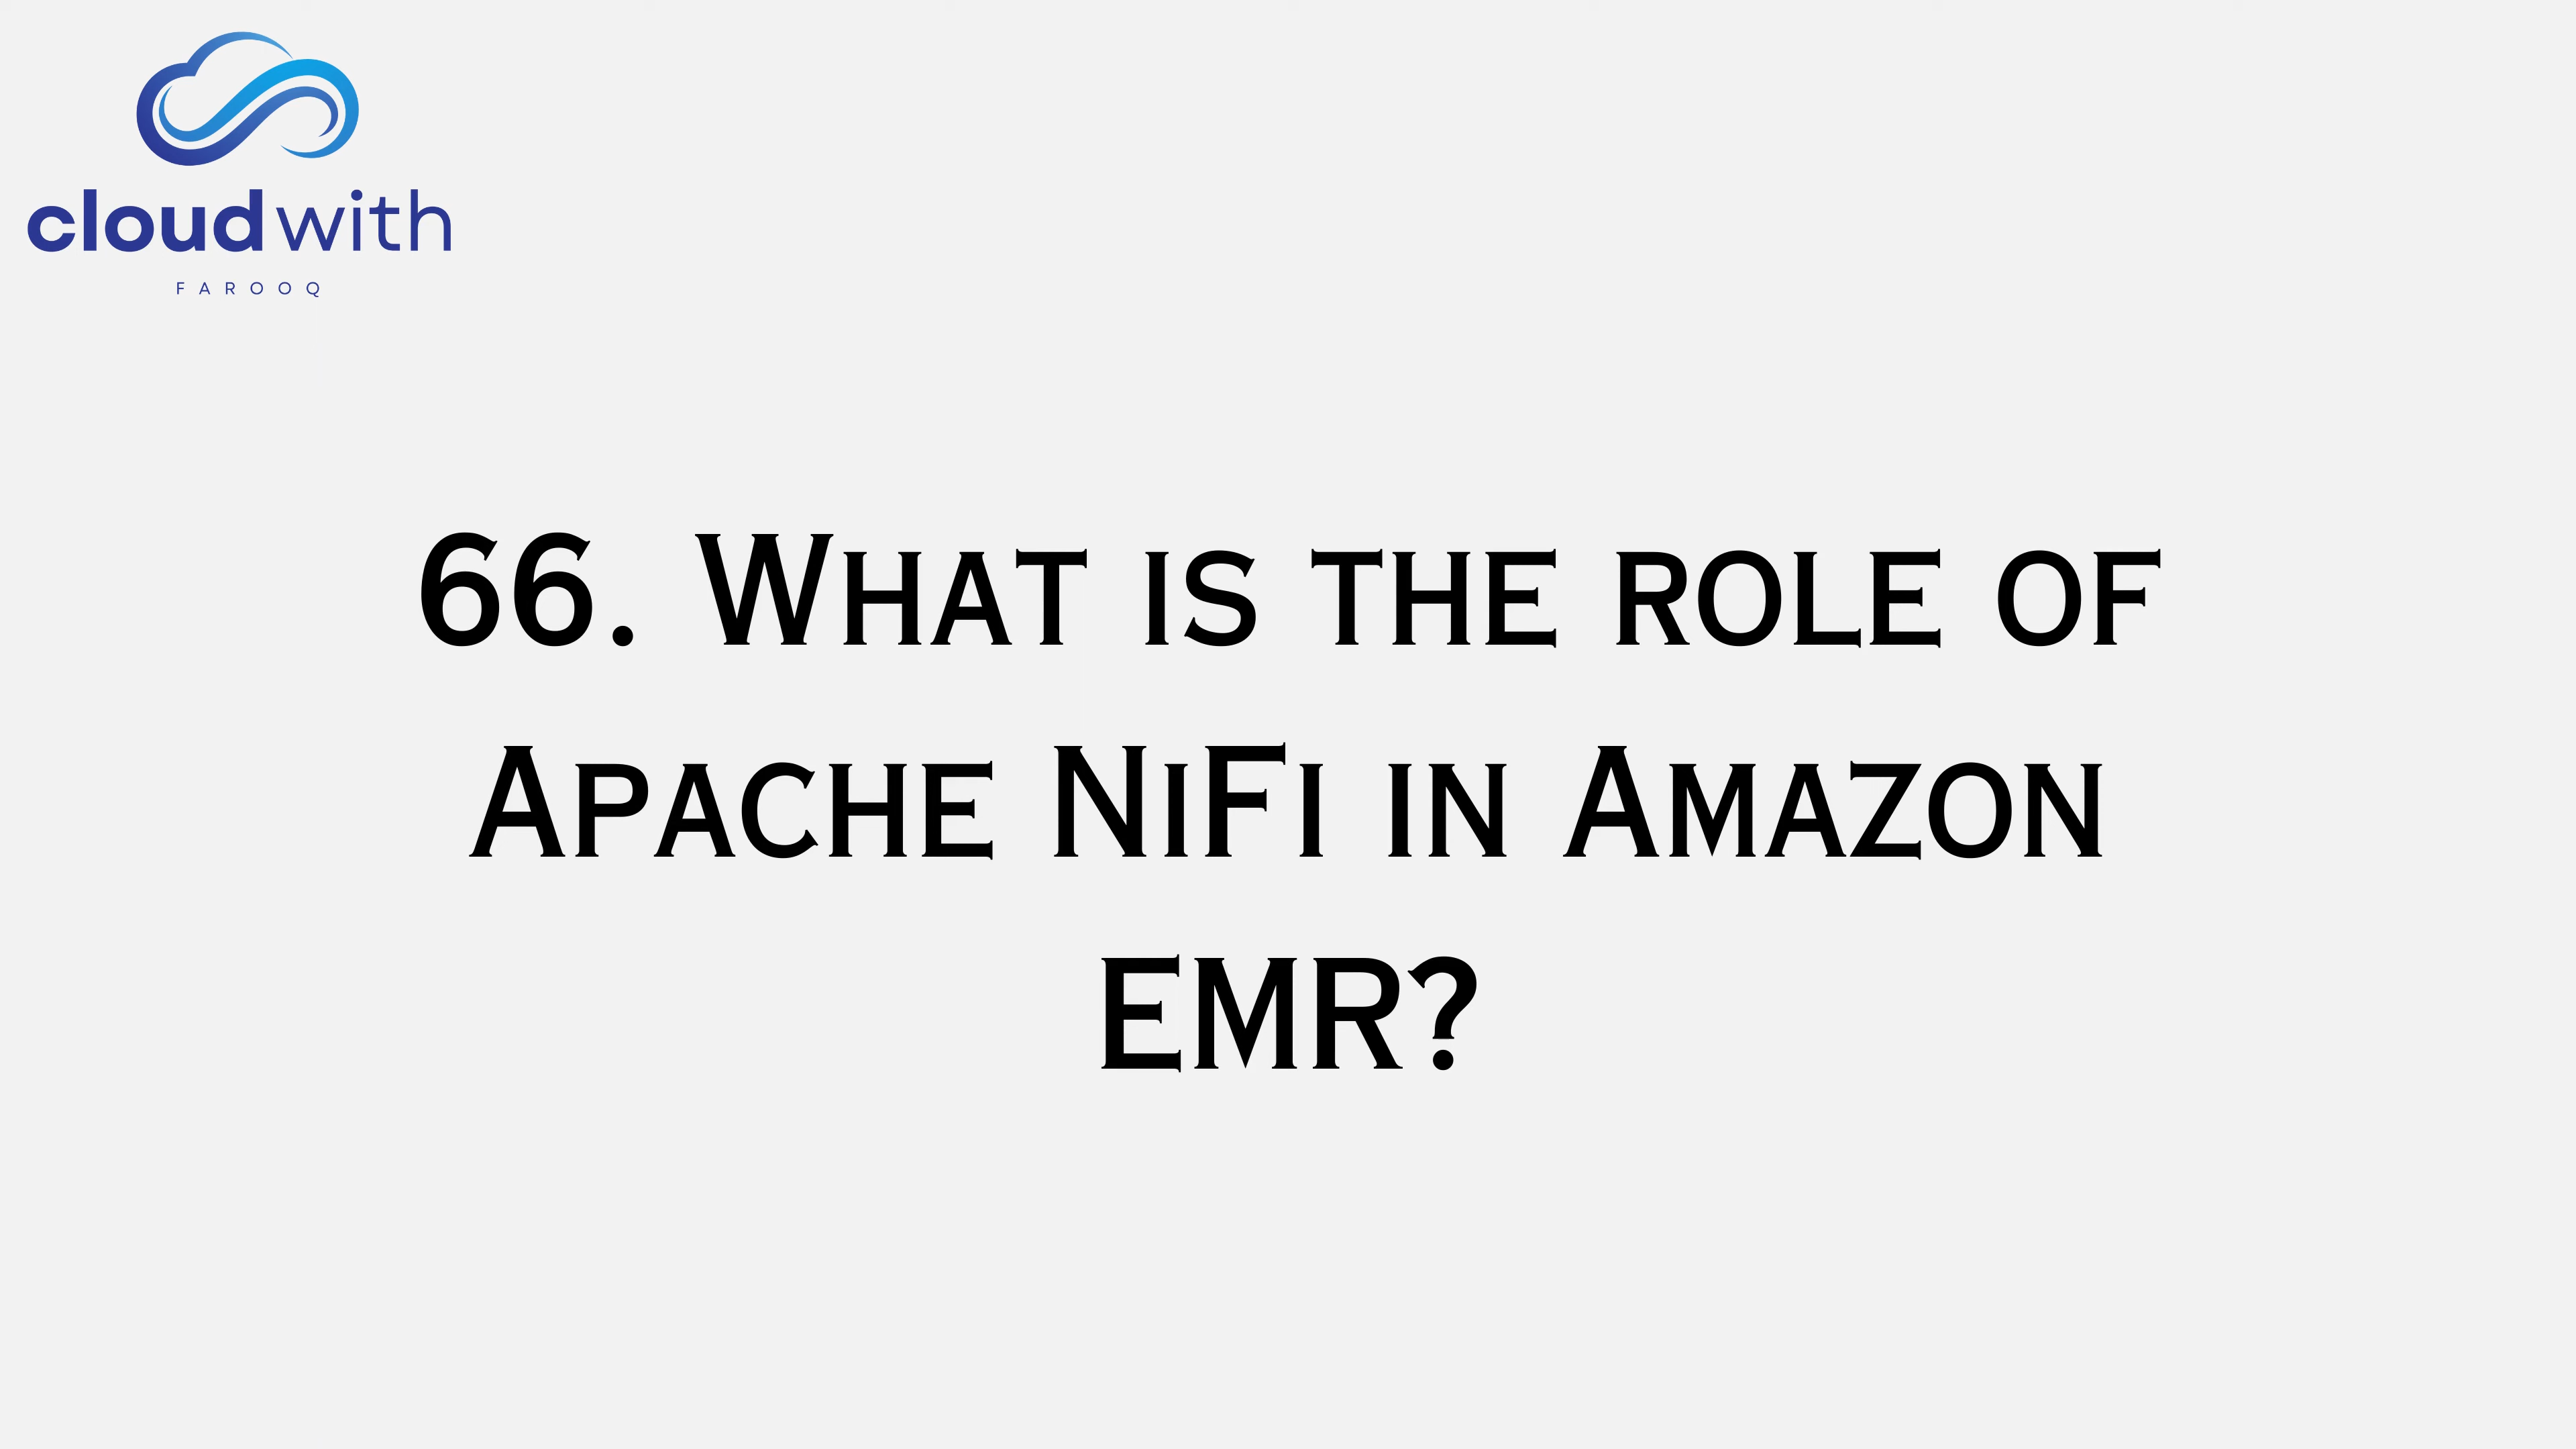 cloudwith
FAROOQ
66. What is the role of
Apache NiFi in Amazon
EMR?